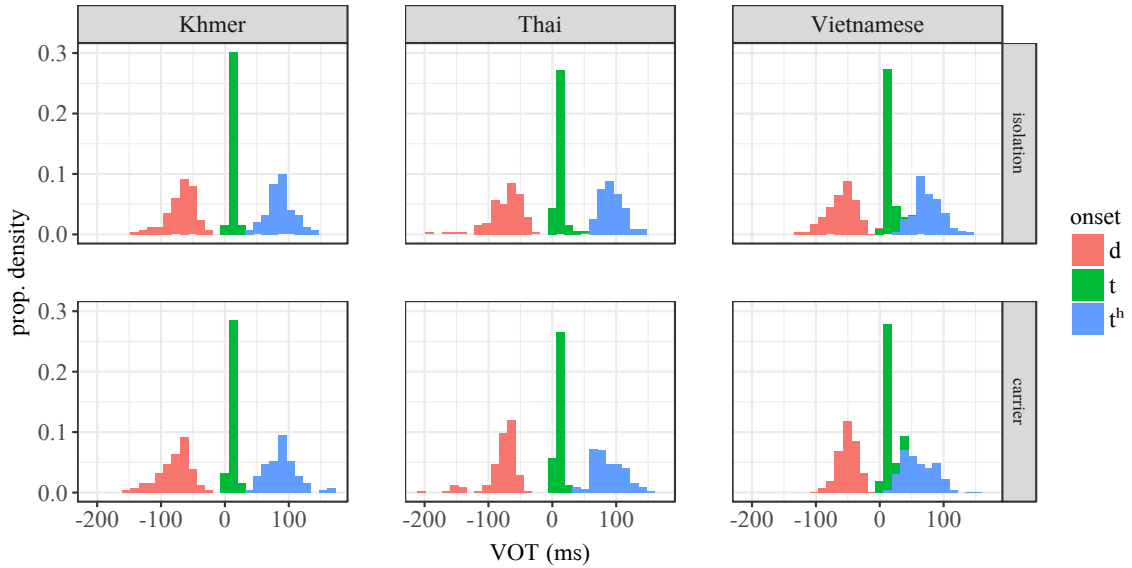 Khmer Thai Vietnamese
0.3
0.2
0.1
0.0
isolation
prop. density
0.3
0.2
0.1
0.0
carrier
-200 -100 0 100 -200 -100 0 100 -200 -100 0 100
VOT (ms)
onset
d
t
tʰ